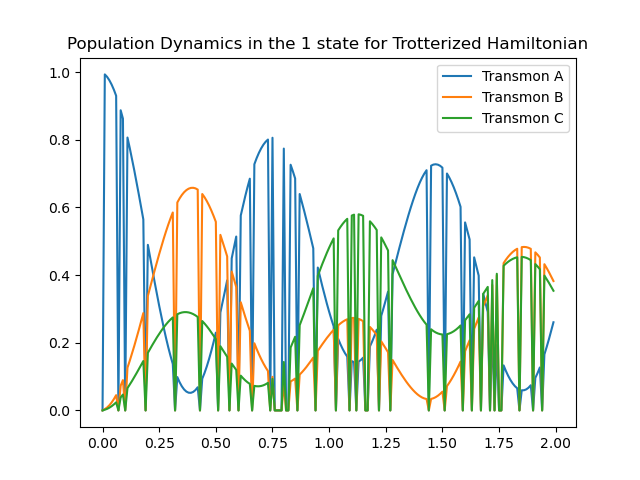 Population Dynamics in the 1 state for Trotterized Hamiltonian
1.0
0.8
0.6
0.4
0.2
0.0
Transmon A
Transmon B
Transmon C
0.00 0.25 0.50 0.75 1.00 1.25 1.50 1.75 2.00